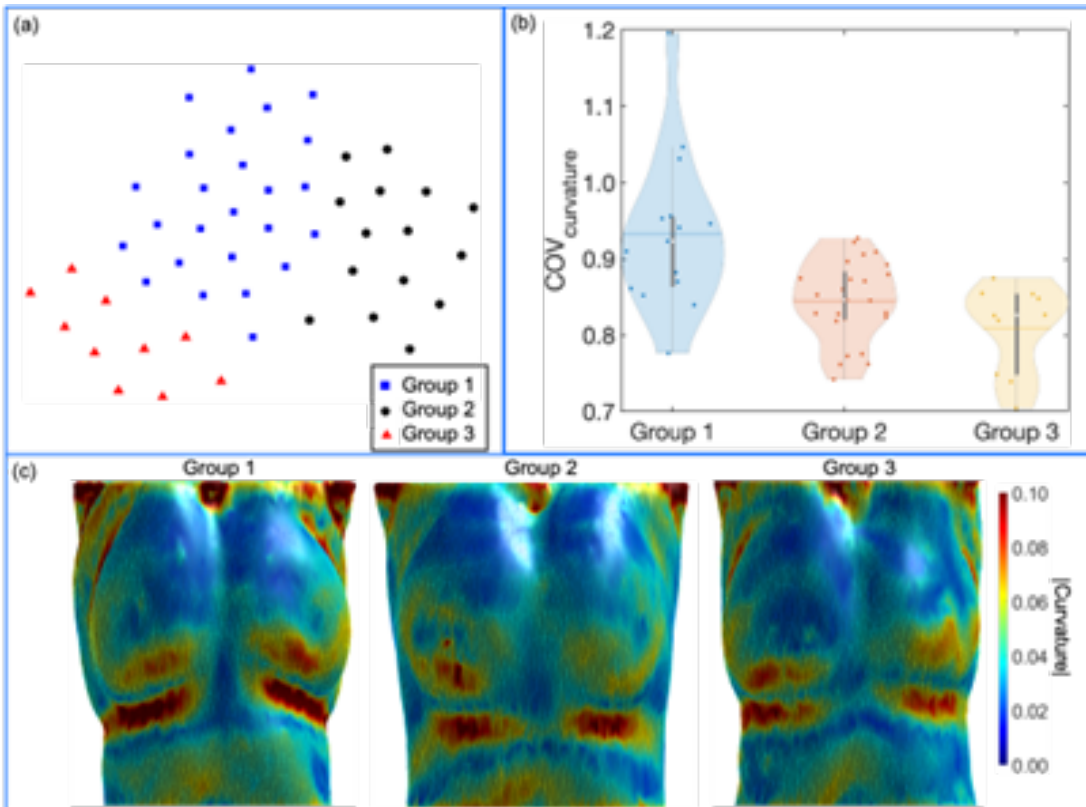 (a)
Group 1
Group 2
Group 3
(b)
1.2
1.1
1.0
0.9
0.8
0.7
COVcurvature
Group 1
Group 2
Group 3
(c)
Group 1
Group 2
Group 3
0.10
0.08
0.06
0.04
0.02
0.00
|Curvature|